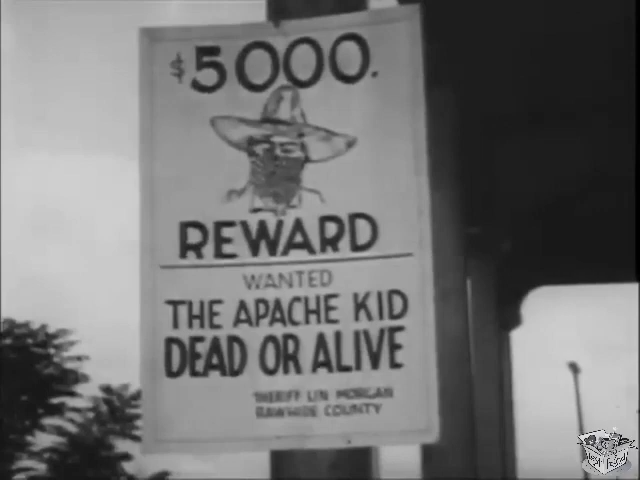 $5000.
REWARD
WANTED
THE APACHE KID
DEAD OR ALIVE
SHERIFF LIN MORGAN
RAWHIDE COUNTY